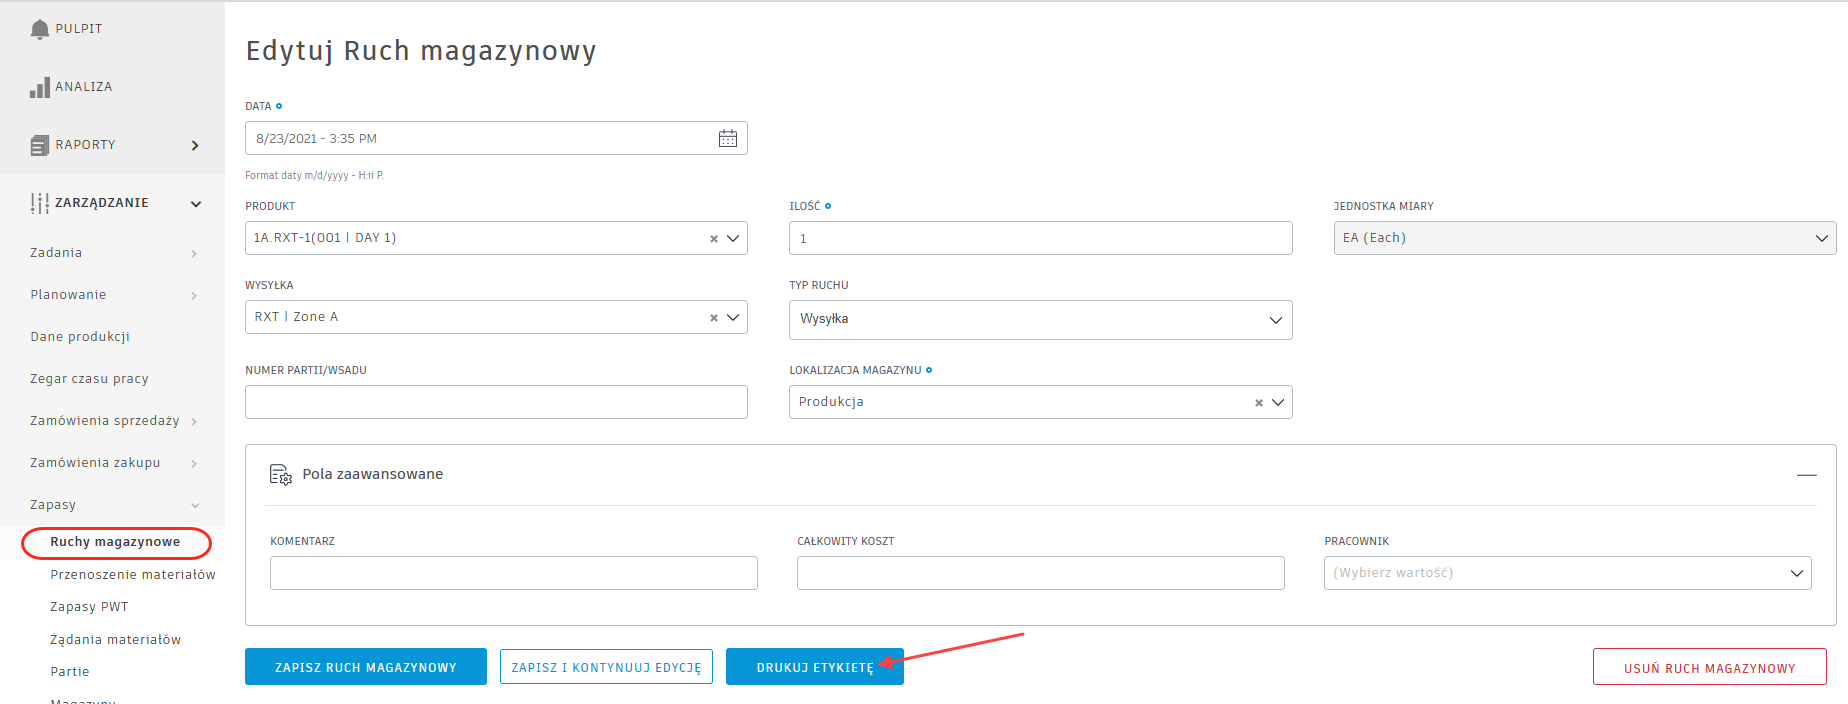 PULPIT
ANALIZA
RAPORTY
ZARZĄDZANIE
Zadania
Planowanie
Dane produkcji
Zegar czasu pracy
Zamówienia sprzedaży
Zamówienia zakupu
Zapasy
Ruchy magazynowe
Przenoszenie materiałów
Zapasy PWT
Żądania materiałów
Partie
Magazyny
Edytuj Ruch magazynowy
DATA
8/23/2021 - 3:35 PM
Format daty m/d/yyyy - H:ii P.
PRODUKT
1A.RXT-1(001 | DAY 1)
ILOŚĆ
1
JEDNOSTKA MIARY
EA (Each)
WYSYŁKA
RXT | Zone A
TYP RUCHU
Wysyłka
NUMER PARTII/WSADU
LOKALIZACJA MAGAZYNU
Produkcja
Pola zaawansowane
KOMENTARZ
CAŁKOWITY KOSZT
PRACOWNIK
(Wybierz wartość)
ZAPISZ RUCH MAGAZYNOWY
ZAPISZ I KONTYNUUJ EDYCJĘ
DRUKUJ ETYKIETĘ
USUŃ RUCH MAGAZYNOWY